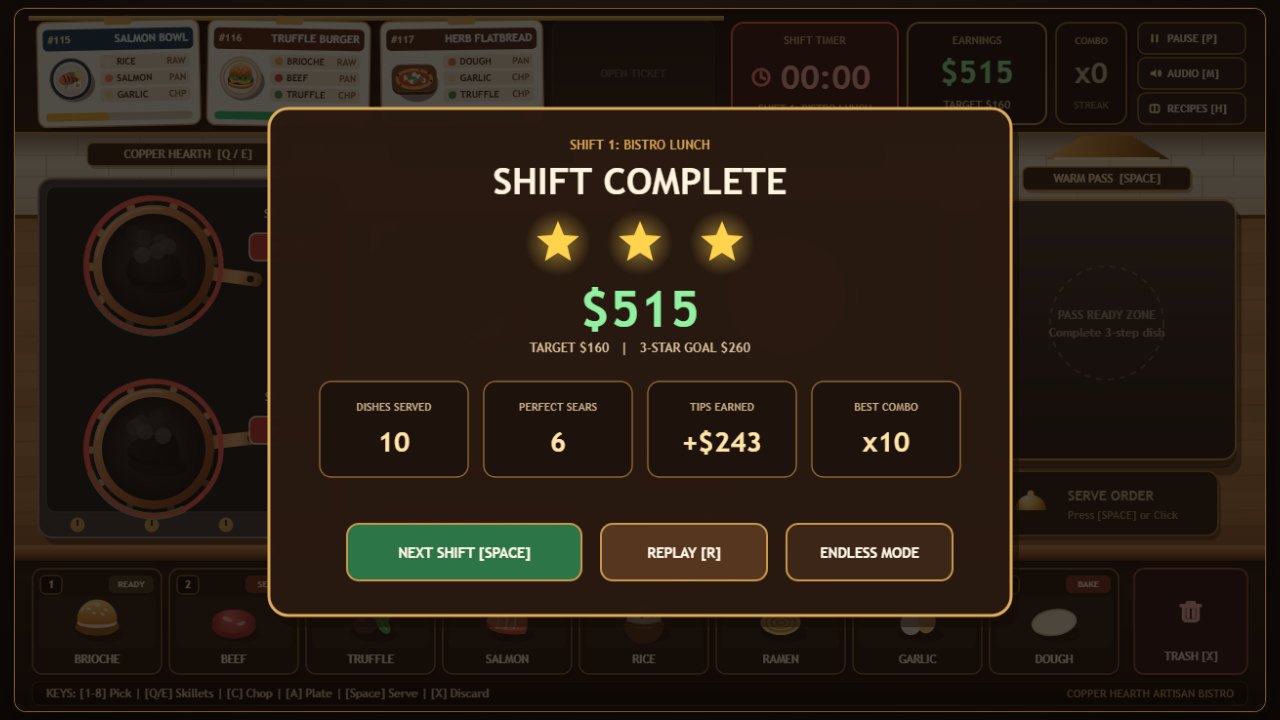 #115 SALMON BOWL
RICE RAW
SALMON PAN
GARLIC CHP
#116 TRUFFLE BURGER
BRIOCHE RAW
BEEF PAN
TRUFFLE CHP
#117 HERB FLATBREAD
DOUGH PAN
GARLIC CHP
TRUFFLE CHP
OPEN TICKET
SHIFT TIMER
00:00
SHIFT 1: BISTRO LUNCH
EARNINGS
$515
TARGET $160
COMBO
x0
STREAK
PAUSE [P]
AUDIO [M]
RECIPES [H]
COPPER HEARTH [Q / E]
WARM PASS [SPACE]
SHIFT 1: BISTRO LUNCH
SHIFT COMPLETE
$515
TARGET $160 | 3-STAR GOAL $260
DISHES SERVED
10
PERFECT SEARS
6
TIPS EARNED
+$243
BEST COMBO
x10
NEXT SHIFT [SPACE]
REPLAY [R]
ENDLESS MODE
PASS READY ZONE
Complete 3-step dish
SERVE ORDER
Press [SPACE] or Click
1 READY
BRIOCHE
2
BEEF
TRUFFLE
SALMON
RICE
RAMEN
GARLIC
BAKE
DOUGH
TRASH [X]
KEYS: [1-8] Pick | [Q/E] Skillets | [C] Chop | [A] Plate | [Space] Serve | [X] Discard
COPPER HEARTH ARTISAN BISTRO